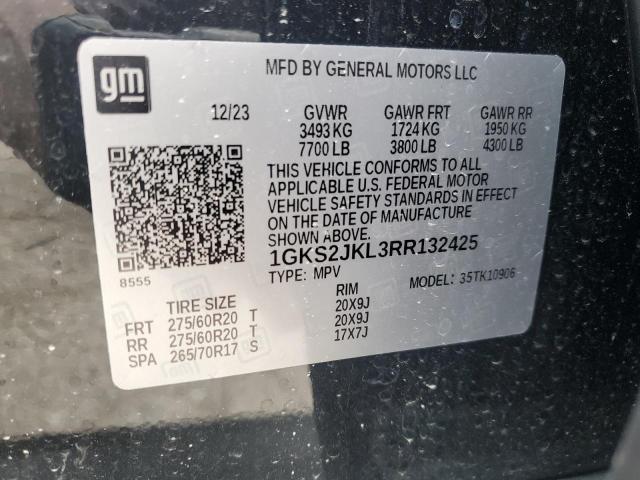 gm
MFD BY GENERAL MOTORS LLC
12/23 GVWR GAWR FRT GAWR RR
3493 KG 1724 KG 1950 KG
7700 LB 3800 LB 4300 LB
THIS VEHICLE CONFORMS TO ALL
APPLICABLE U.S. FEDERAL MOTOR
VEHICLE SAFETY STANDARDS IN EFFECT
ON THE DATE OF MANUFACTURE
SHOWN ABOVE.
1GKS2JKL3RR132425
8555
TYPE: MPV MODEL: 35TK10906
TIRE SIZE RIM
FRT 275/60R20 T 20X9J
RR 275/60R20 T 20X9J
SPA 265/70R17 S 17X7J